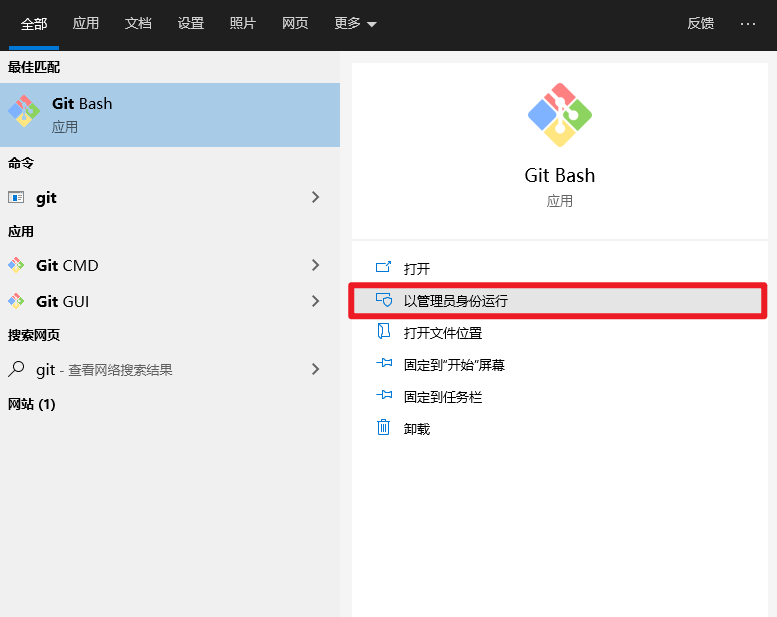 全部 应用 文档 设置 照片 网页 更多 反馈 ···
最佳匹配
Git Bash
应用
命令
git
应用
Git CMD
Git GUI
搜索网页
git - 查看网络搜索结果
网站 (1)
Git Bash
应用
打开
以管理员身份运行
打开文件位置
固定到"开始"屏幕
固定到任务栏
卸载